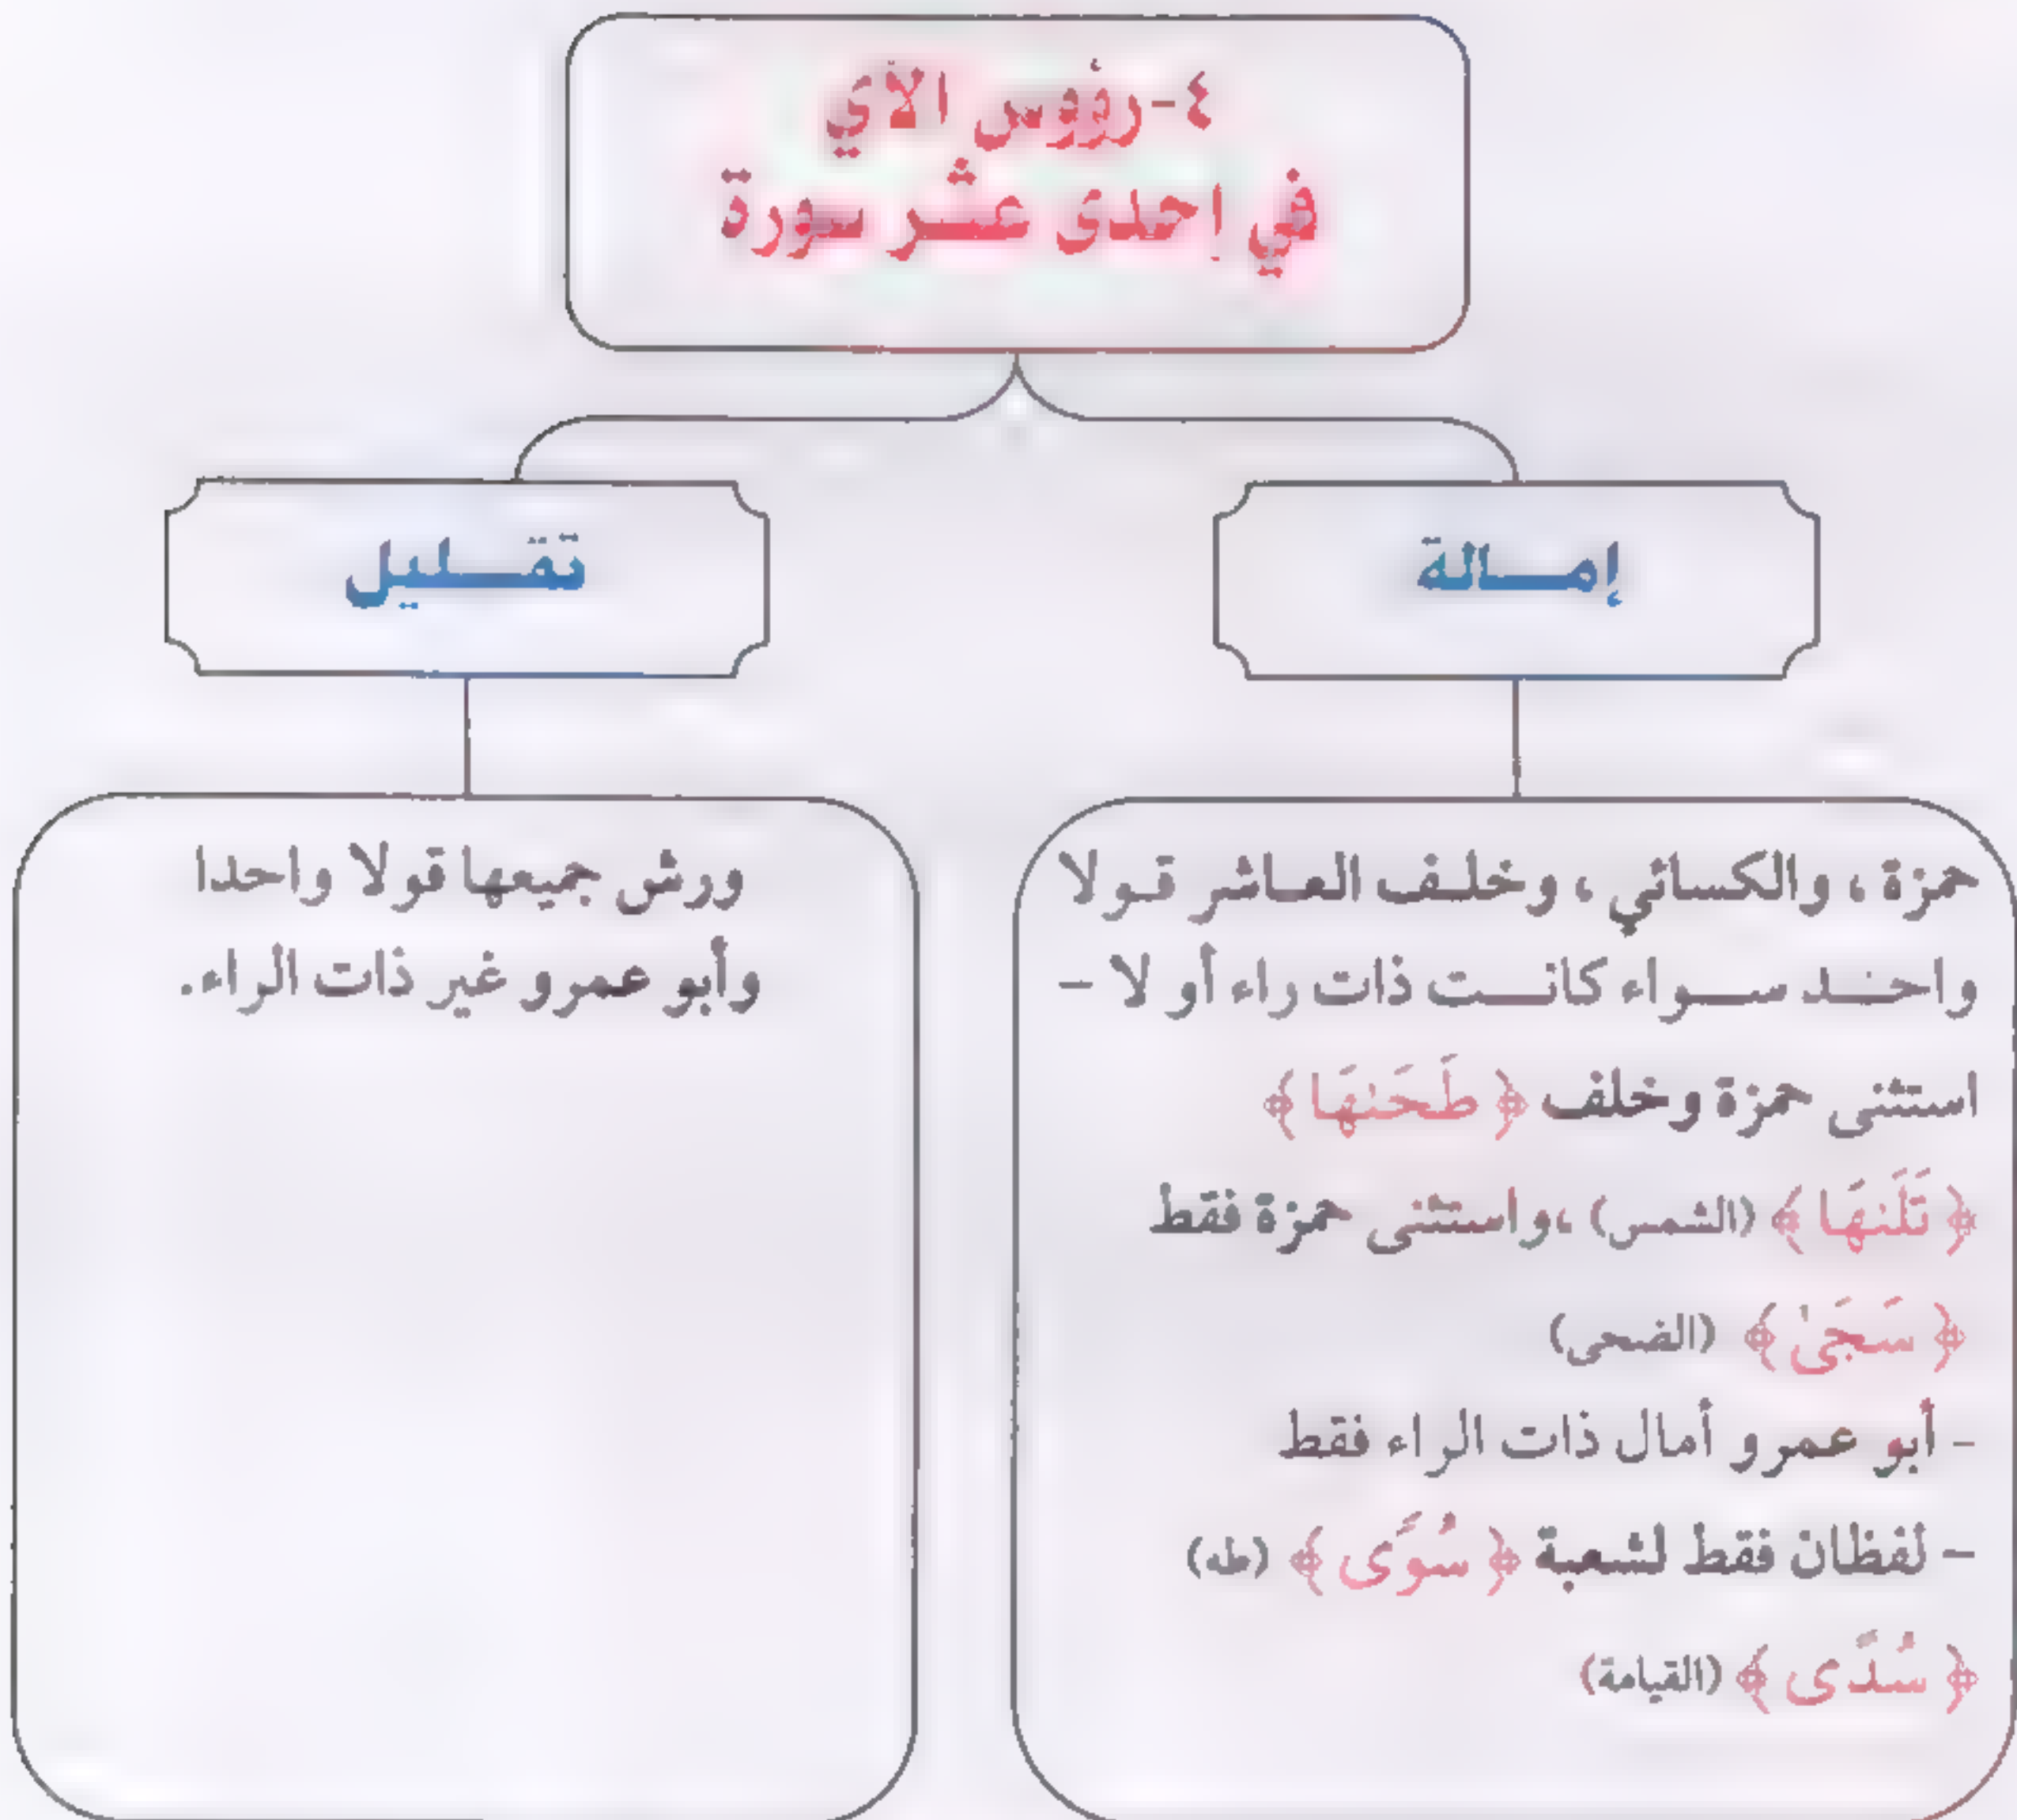 ٤-رؤوس الآي
في إحدى عشر سورة
إمالة
تقليل
حمزة ، والكسائي ، وخلف العاشر قولا
واحد سواء كانت ذات راء أو لا -
استثنى حمزة وخلف ﴿ طَحَىٰهَا ﴾
﴿ تَلَىٰهَا ﴾ (الشمس) ،واستثنى حمزة فقط
﴿ سَجَىٰ ﴾ (الضحى)
- أبو عمرو أمال ذات الراء فقط
- لفظان فقط لشعبة ﴿ سُوًى ﴾ (طه)
﴿ سُدًى ﴾ (القيامة)
ورش جميعها قولا واحدا
وأبو عمرو غير ذات الراء.